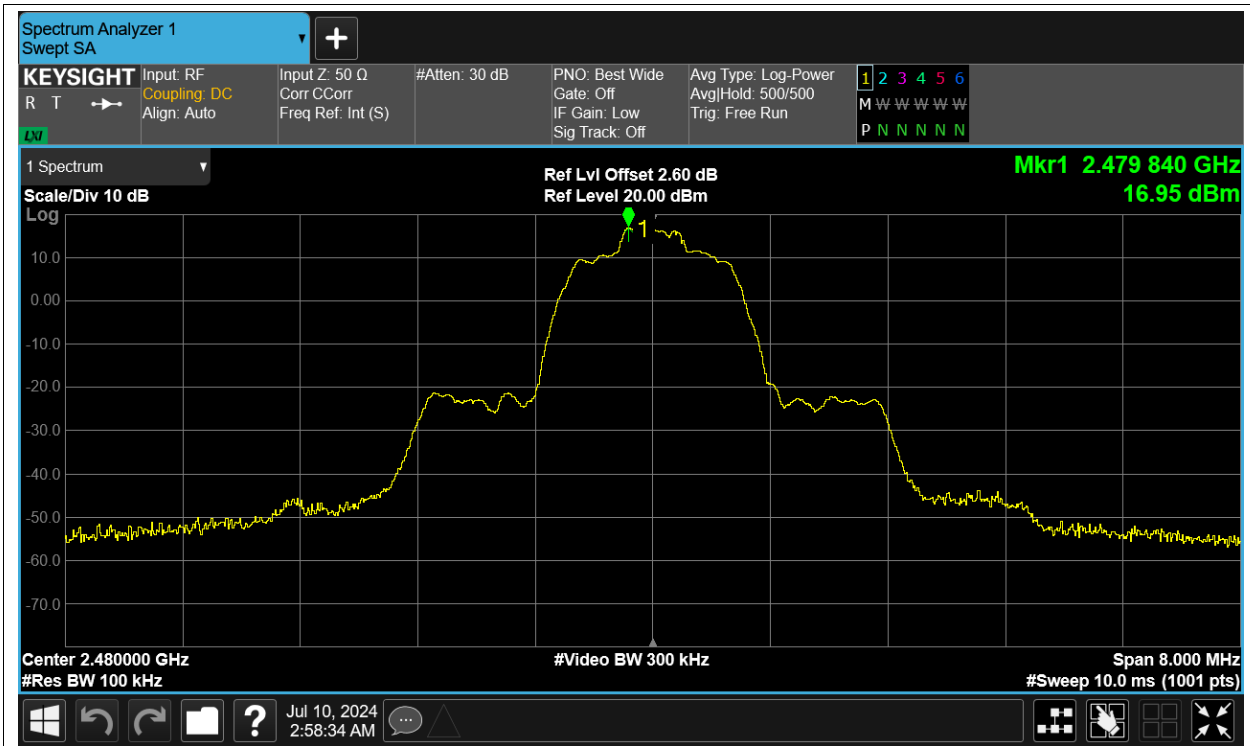 Spectrum Analyzer 1
Swept SA
KEYSIGHT
R T
LXI
Input: RF
Coupling: DC
Align: Auto
Input Z: 50 Ω
Corr CCorr
Freq Ref: Int (S)
#Atten: 30 dB
PNO: Best Wide
Gate: Off
IF Gain: Low
Sig Track: Off
Avg Type: Log-Power
Avg|Hold: 500/500
Trig: Free Run
1 2 3 4 5 6
M W W W W W
P N N N N N
1 Spectrum
Scale/Div 10 dB
Ref Lvl Offset 2.60 dB
Ref Level 20.00 dBm
Mkr1 2.479 840 GHz
16.95 dBm
Log
1
10.0
0.00
-10.0
-20.0
-30.0
-40.0
-50.0
-60.0
-70.0
Center 2.480000 GHz
#Res BW 100 kHz
#Video BW 300 kHz
Span 8.000 MHz
#Sweep 10.0 ms (1001 pts)
?
Jul 10, 2024
2:58:34 AM